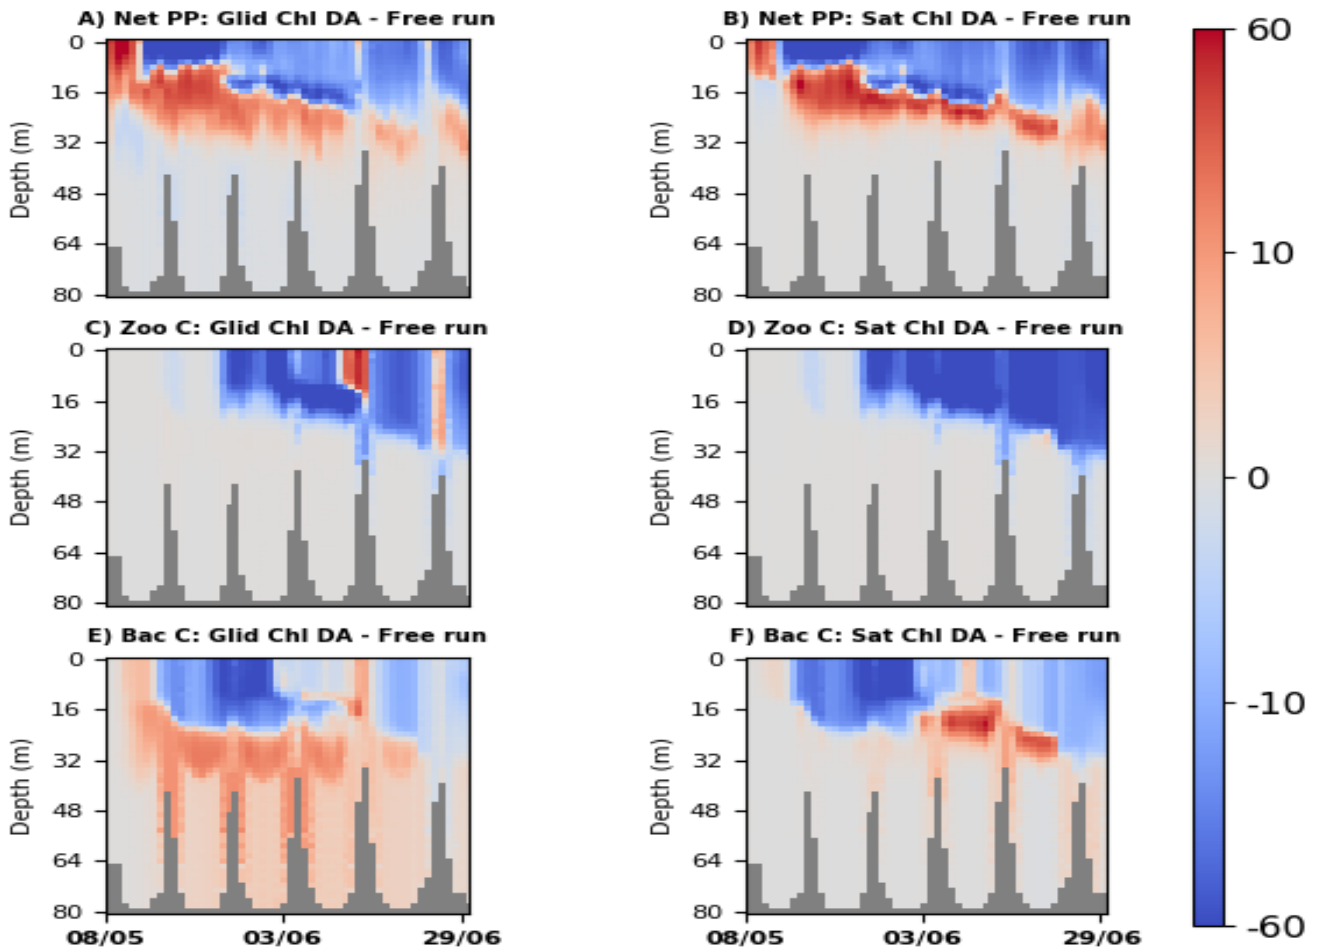 A) Net PP: Glid Chl DA - Free run
B) Net PP: Sat Chl DA - Free run
0
16
32
48
64
80
Depth (m)
0
16
32
48
64
80
Depth (m)
C) Zoo C: Glid Chl DA - Free run
D) Zoo C: Sat Chl DA - Free run
0
16
32
48
64
80
Depth (m)
0
16
32
48
64
80
Depth (m)
E) Bac C: Glid Chl DA - Free run
F) Bac C: Sat Chl DA - Free run
0
16
32
48
64
80
Depth (m)
08/05 03/06 29/06
0
16
32
48
64
80
Depth (m)
08/05 03/06 29/06
60
10
0
-10
-60